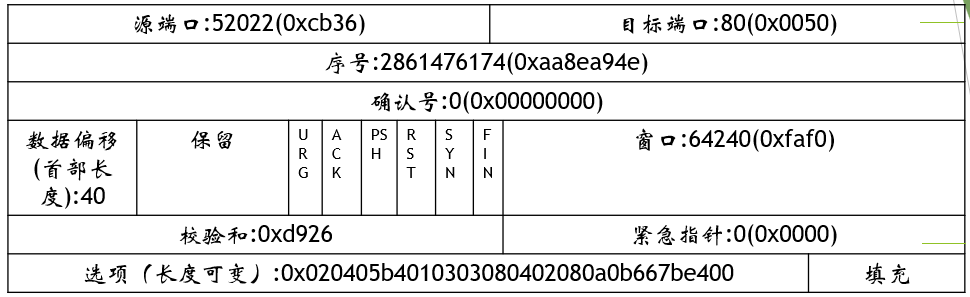 源端口:52022(0xcb36) 目标端口:80(0x0050)
序号:2861476174(0xaa8ea94e)
确认号:0(0x00000000)
数据偏移(首部长度):40 保留 URG ACK PSH RST SYN FIN 窗口:64240(0xfaf0)
校验和:0xd926 紧急指针:0(0x0000)
选项（长度可变）:0x020405b4010303080402080a0b667be400 填充